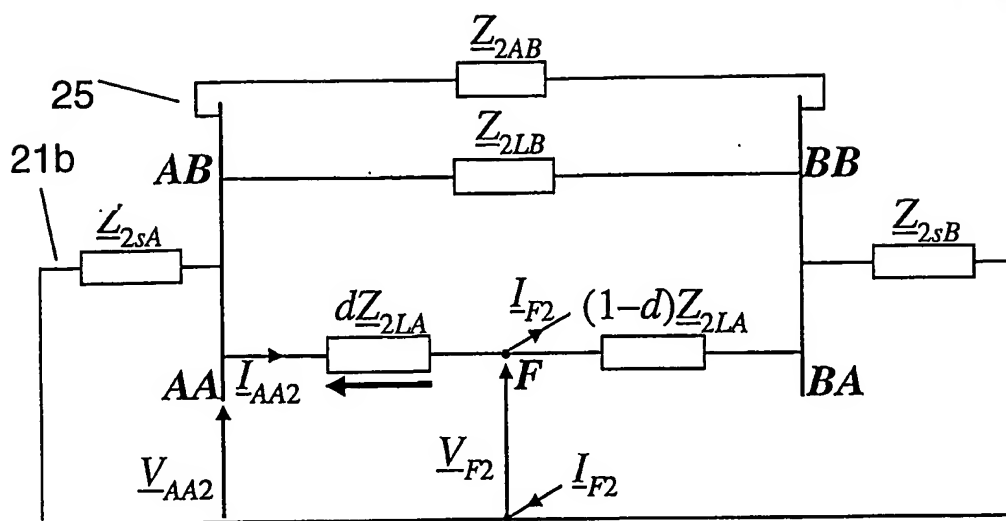 Z2AB
25
Z2LB
21b
AB
BB
Z2sA
Z2sB
dZ2LA
IF2
(1–d)Z2LA
AA
IAA2
F
BA
VAA2
VF2
IF2